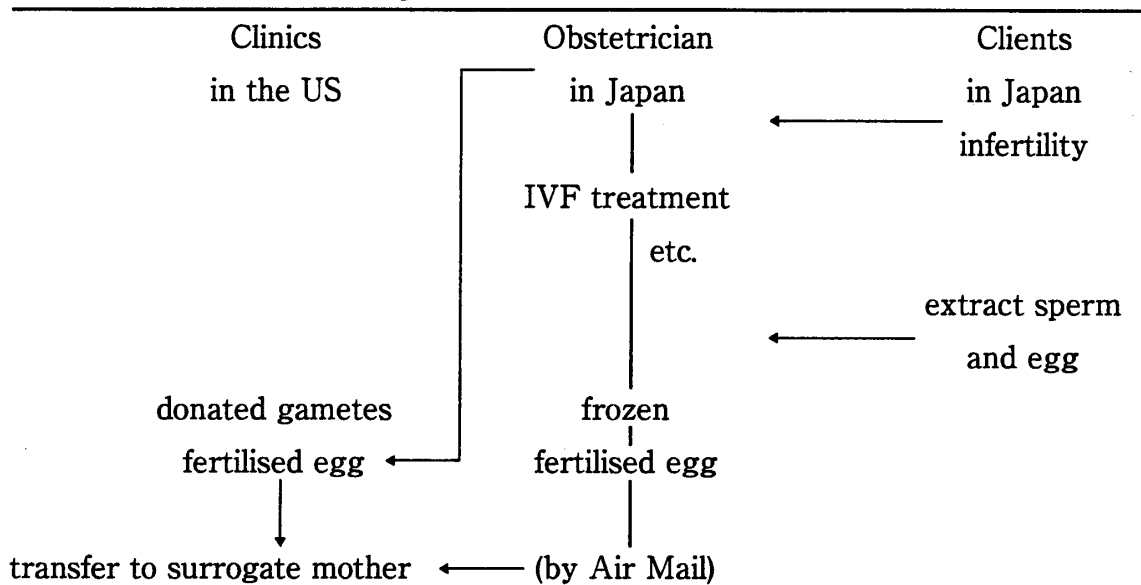 Clinics
in the US
Obstetrician
in Japan
Clients
in Japan
infertility
IVF treatment
etc.
extract sperm
and egg
donated gametes
fertilised egg
frozen
fertilised egg
transfer to surrogate mother
(by Air Mail)